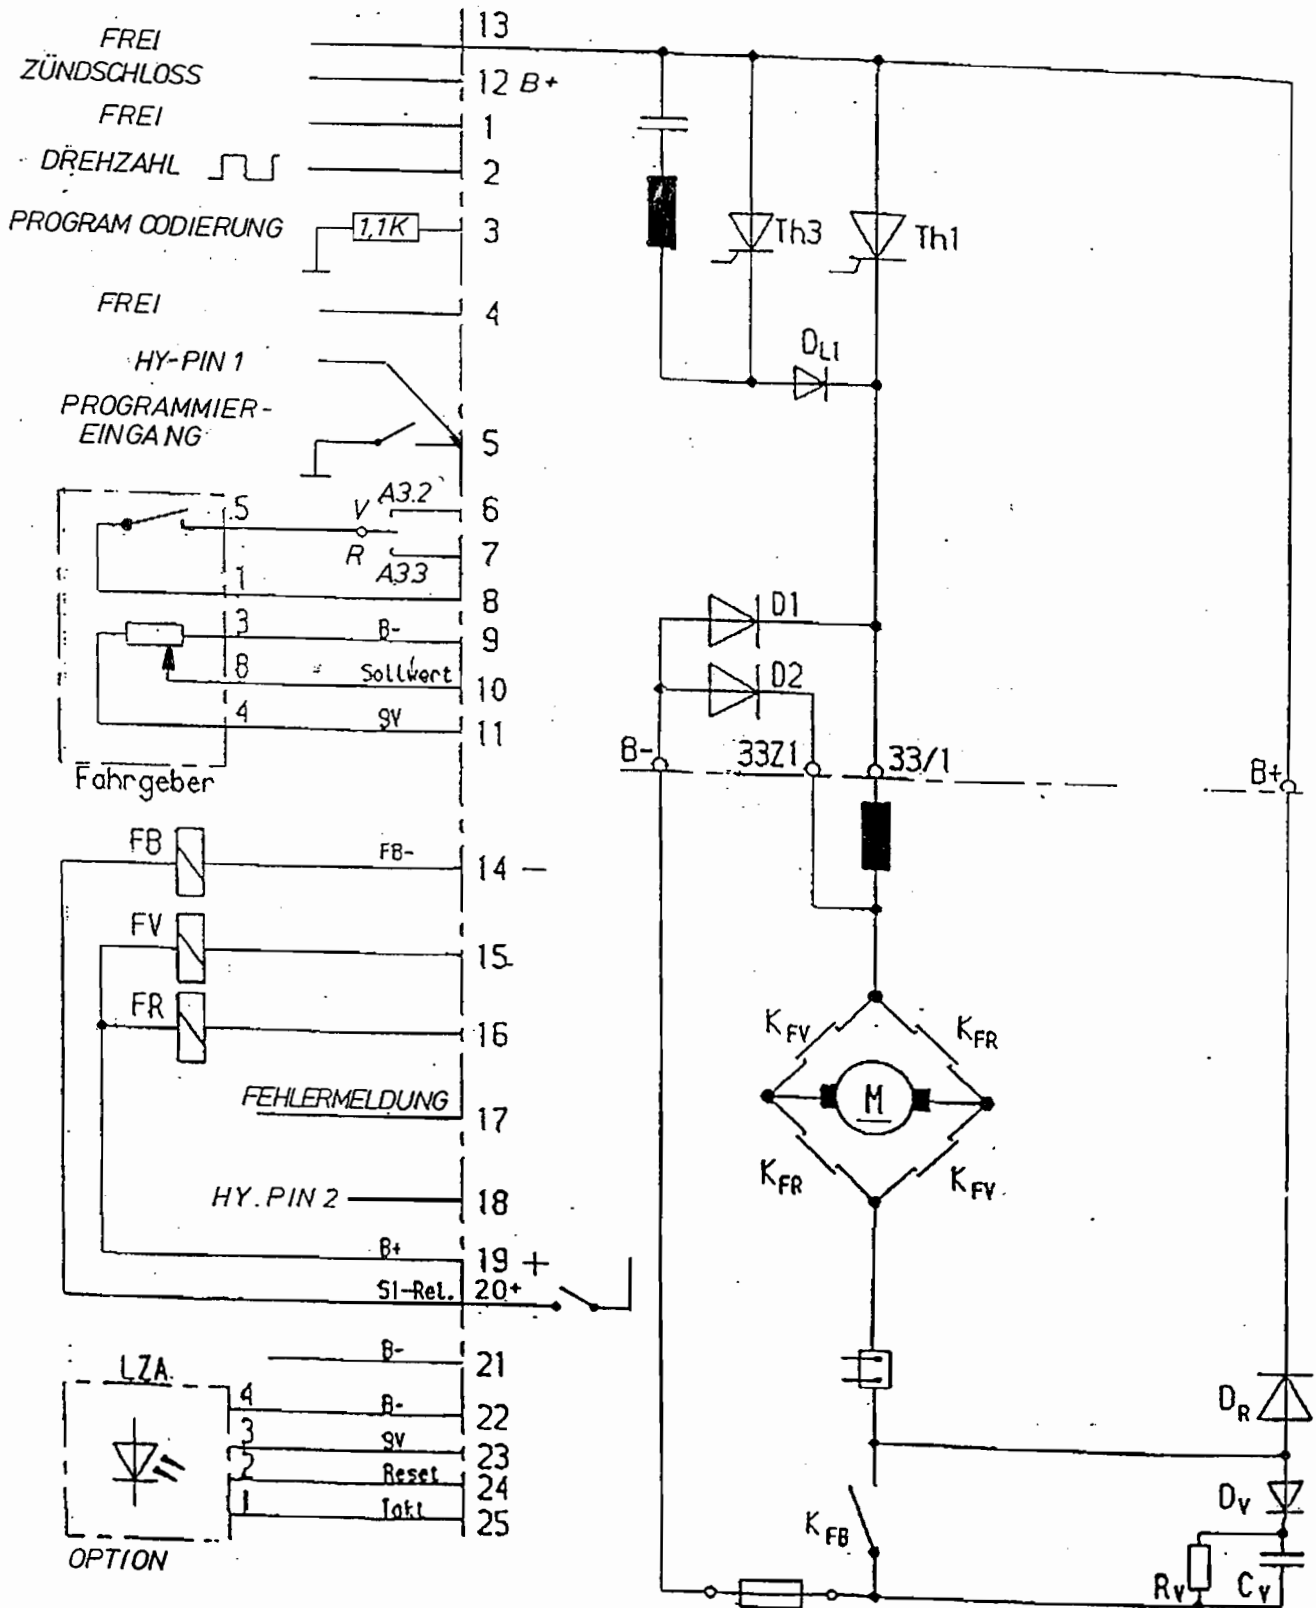 13
FREI
ZÜNDSCHLOSS
12 B+
FREI
1
DREHZAHL
2
PROGRAM CODIERUNG
1,1K
3
FREI
4
HY-PIN 1
PROGRAMMIER-
EINGANG
5
5
V
A3.2
6
R
A33
7
1
8
3
B-
9
8
Sollwert
10
4
9V
11
Fahrgeber
FB
FB-
14 -
FV
15
FR
16
FEHLERMELDUNG
17
HY.PIN 2
18
B+
19 +
SI-Rel.
20+
B-
21
LZA
4
B-
22
3
9V
23
2
Reset
24
1
Takt
25
OPTION
Th3
Th1
DL1
D1
D2
B-
33Z1
33/1
B+
KFV
KFR
M
KFR
KFV
DR
DV
KFB
RV
CV